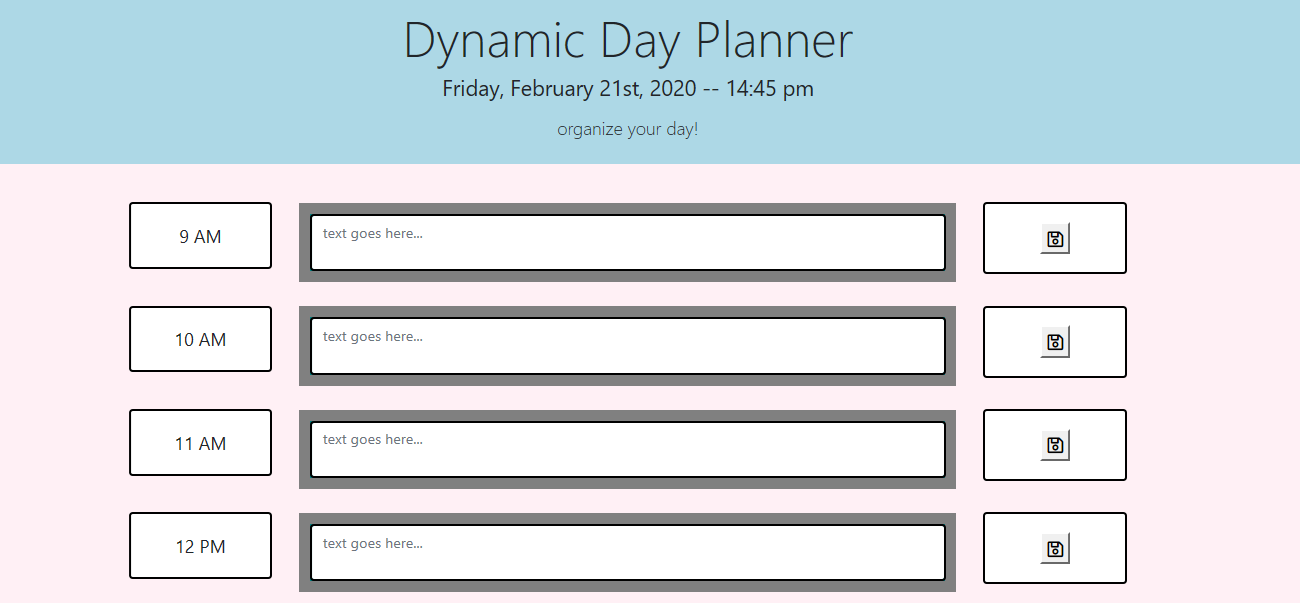 Dynamic Day Planner
Friday, February 21st, 2020 -- 14:45 pm
organize your day!
9 AM
text goes here...
10 AM
text goes here...
11 AM
text goes here...
12 PM
text goes here...